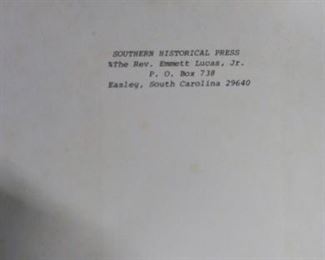 SOUTHERN HISTORICAL PRESS
%The Rev. Emmett Lucas, Jr.
P. O. Box 738
Easley, South Carolina 29640